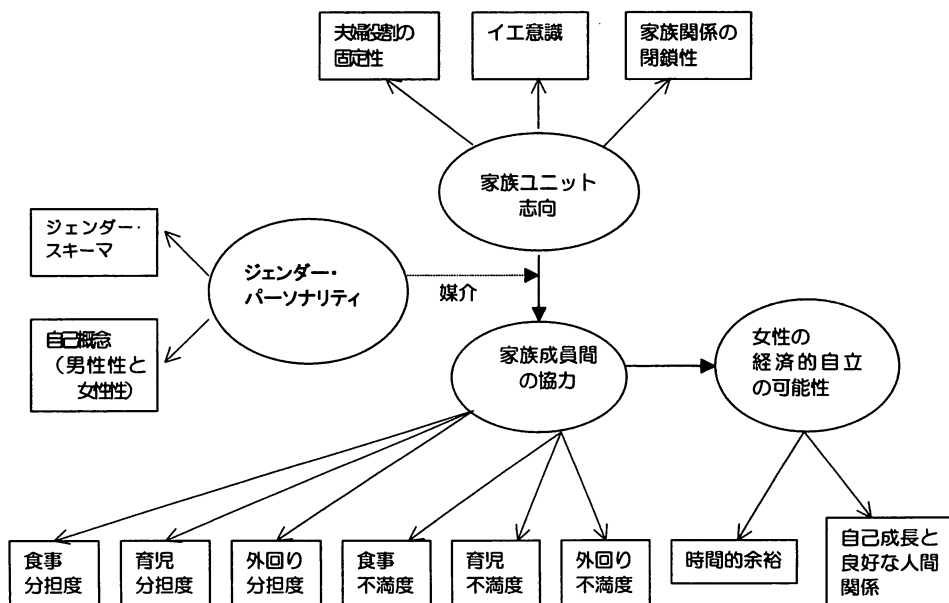 夫婦役割の
固定性
イエ意識
家族関係の
閉鎖性
家族ユニット
志向
ジェンダー・
スキーマ
ジェンダー・
パーソナリティ
媒介
自己概念
(男性性と
女性性)
家族成員間
の協力
女性の
経済的自立
の可能性
食事
分担度
育児
分担度
外回り
分担度
食事
不満度
育児
不満度
外回り
不満度
時間的余裕
自己成長と
良好な人間
関係